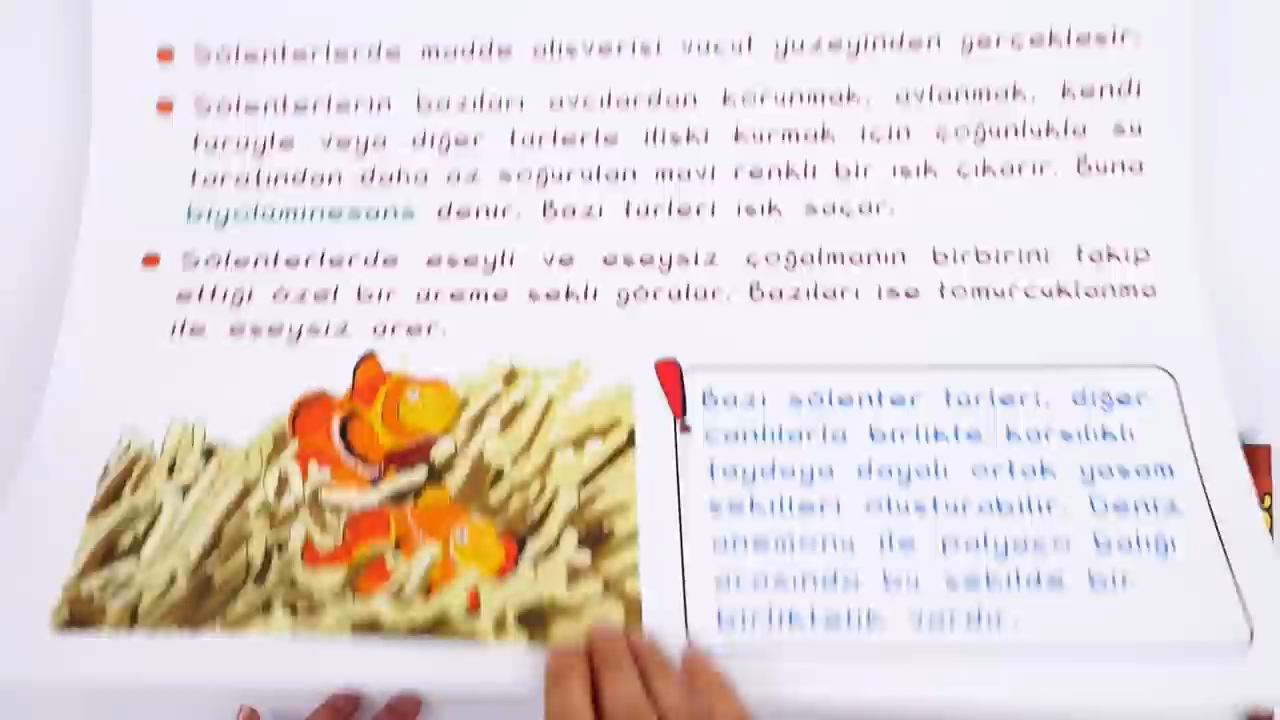 Sölenterlerde madde alışverişi vücut yüzeyinden gerçekleşir.
Sölenterlerin bazıları avcılardan korunmak, avlanmak, kendi
türüyle veya diğer türlerle ilişki kurmak için çoğunlukla su
tarafından daha az soğurulan mavi renkli bir ışık çıkarır. Buna
biyolüminesans denir. Bazı türleri ışık saçar.
Sölenterlerde eşeyli ve eşeysiz çoğalmanın birbirini takip
ettiği özel bir üreme şekli görülür. Bazıları ise tomurcuklanma
ile eşeysiz ürer.
Bazı sölenter türleri, diğer
canlılarla birlikte karşılıklı
faydaya dayalı ortak yaşam
şekilleri oluşturabilir. Deniz
anemonu ile palyaço balığı
arasında bu şekilde bir
birliktelik vardır.